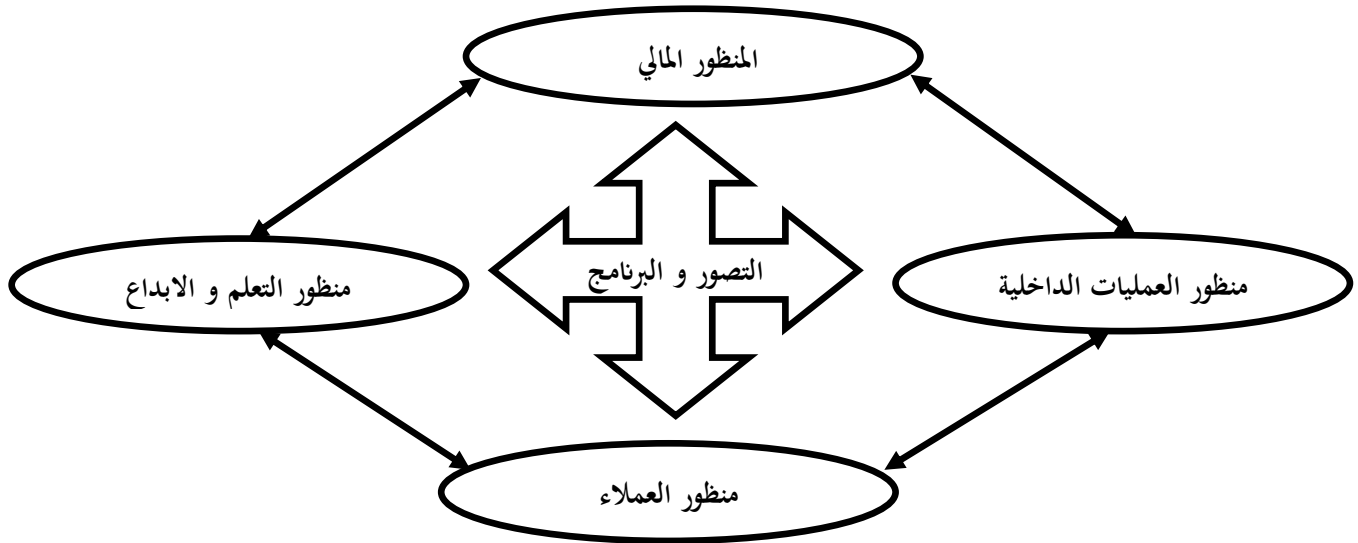 المنظور المالي
منظور العمليات الداخلية
التصور و البرنامج
منظور التعلم و الابداع
منظور العملاء